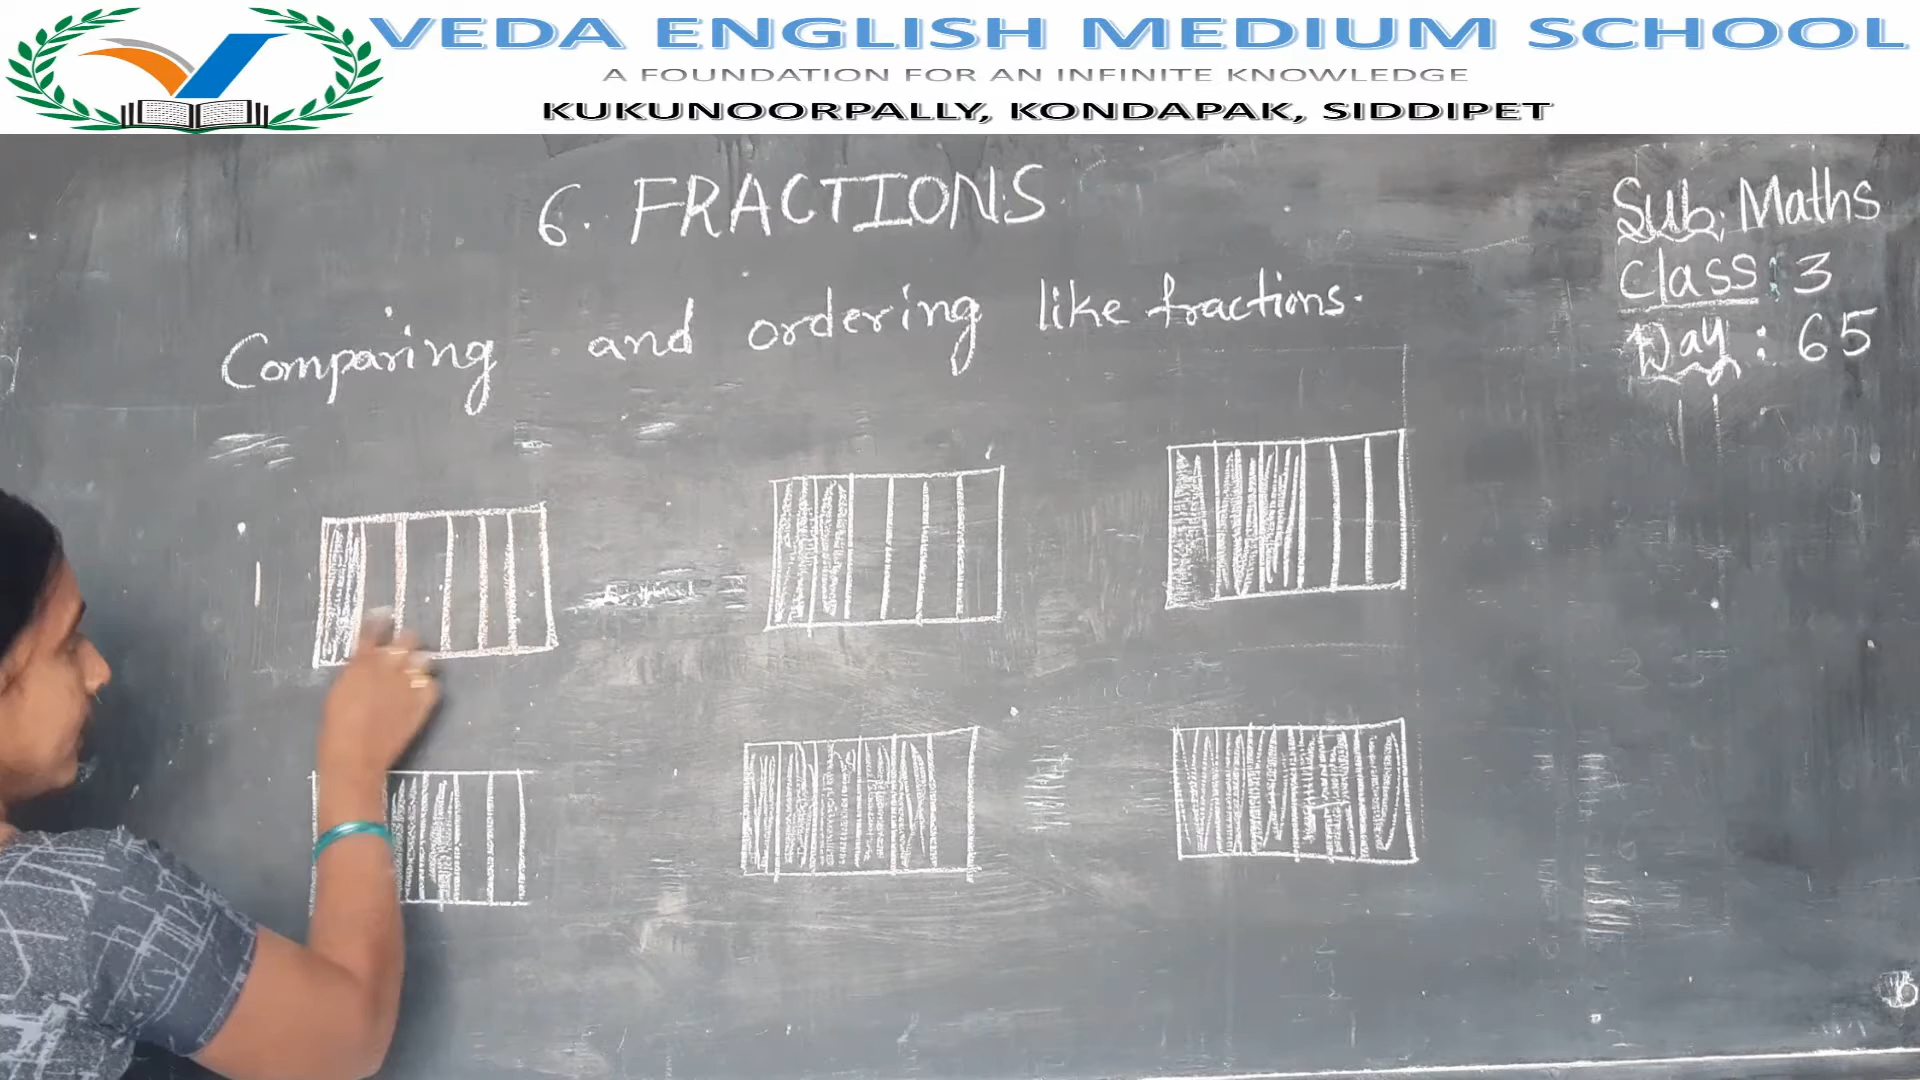 VEDA ENGLISH MEDIUM SCHOOL
A FOUNDATION FOR AN INFINITE KNOWLEDGE
KUKUNOORPALLY, KONDAPAK, SIDDIPET
6. FRACTIONS
Sub: Maths
Class: 3
Day: 65
Comparing and ordering like fractions.